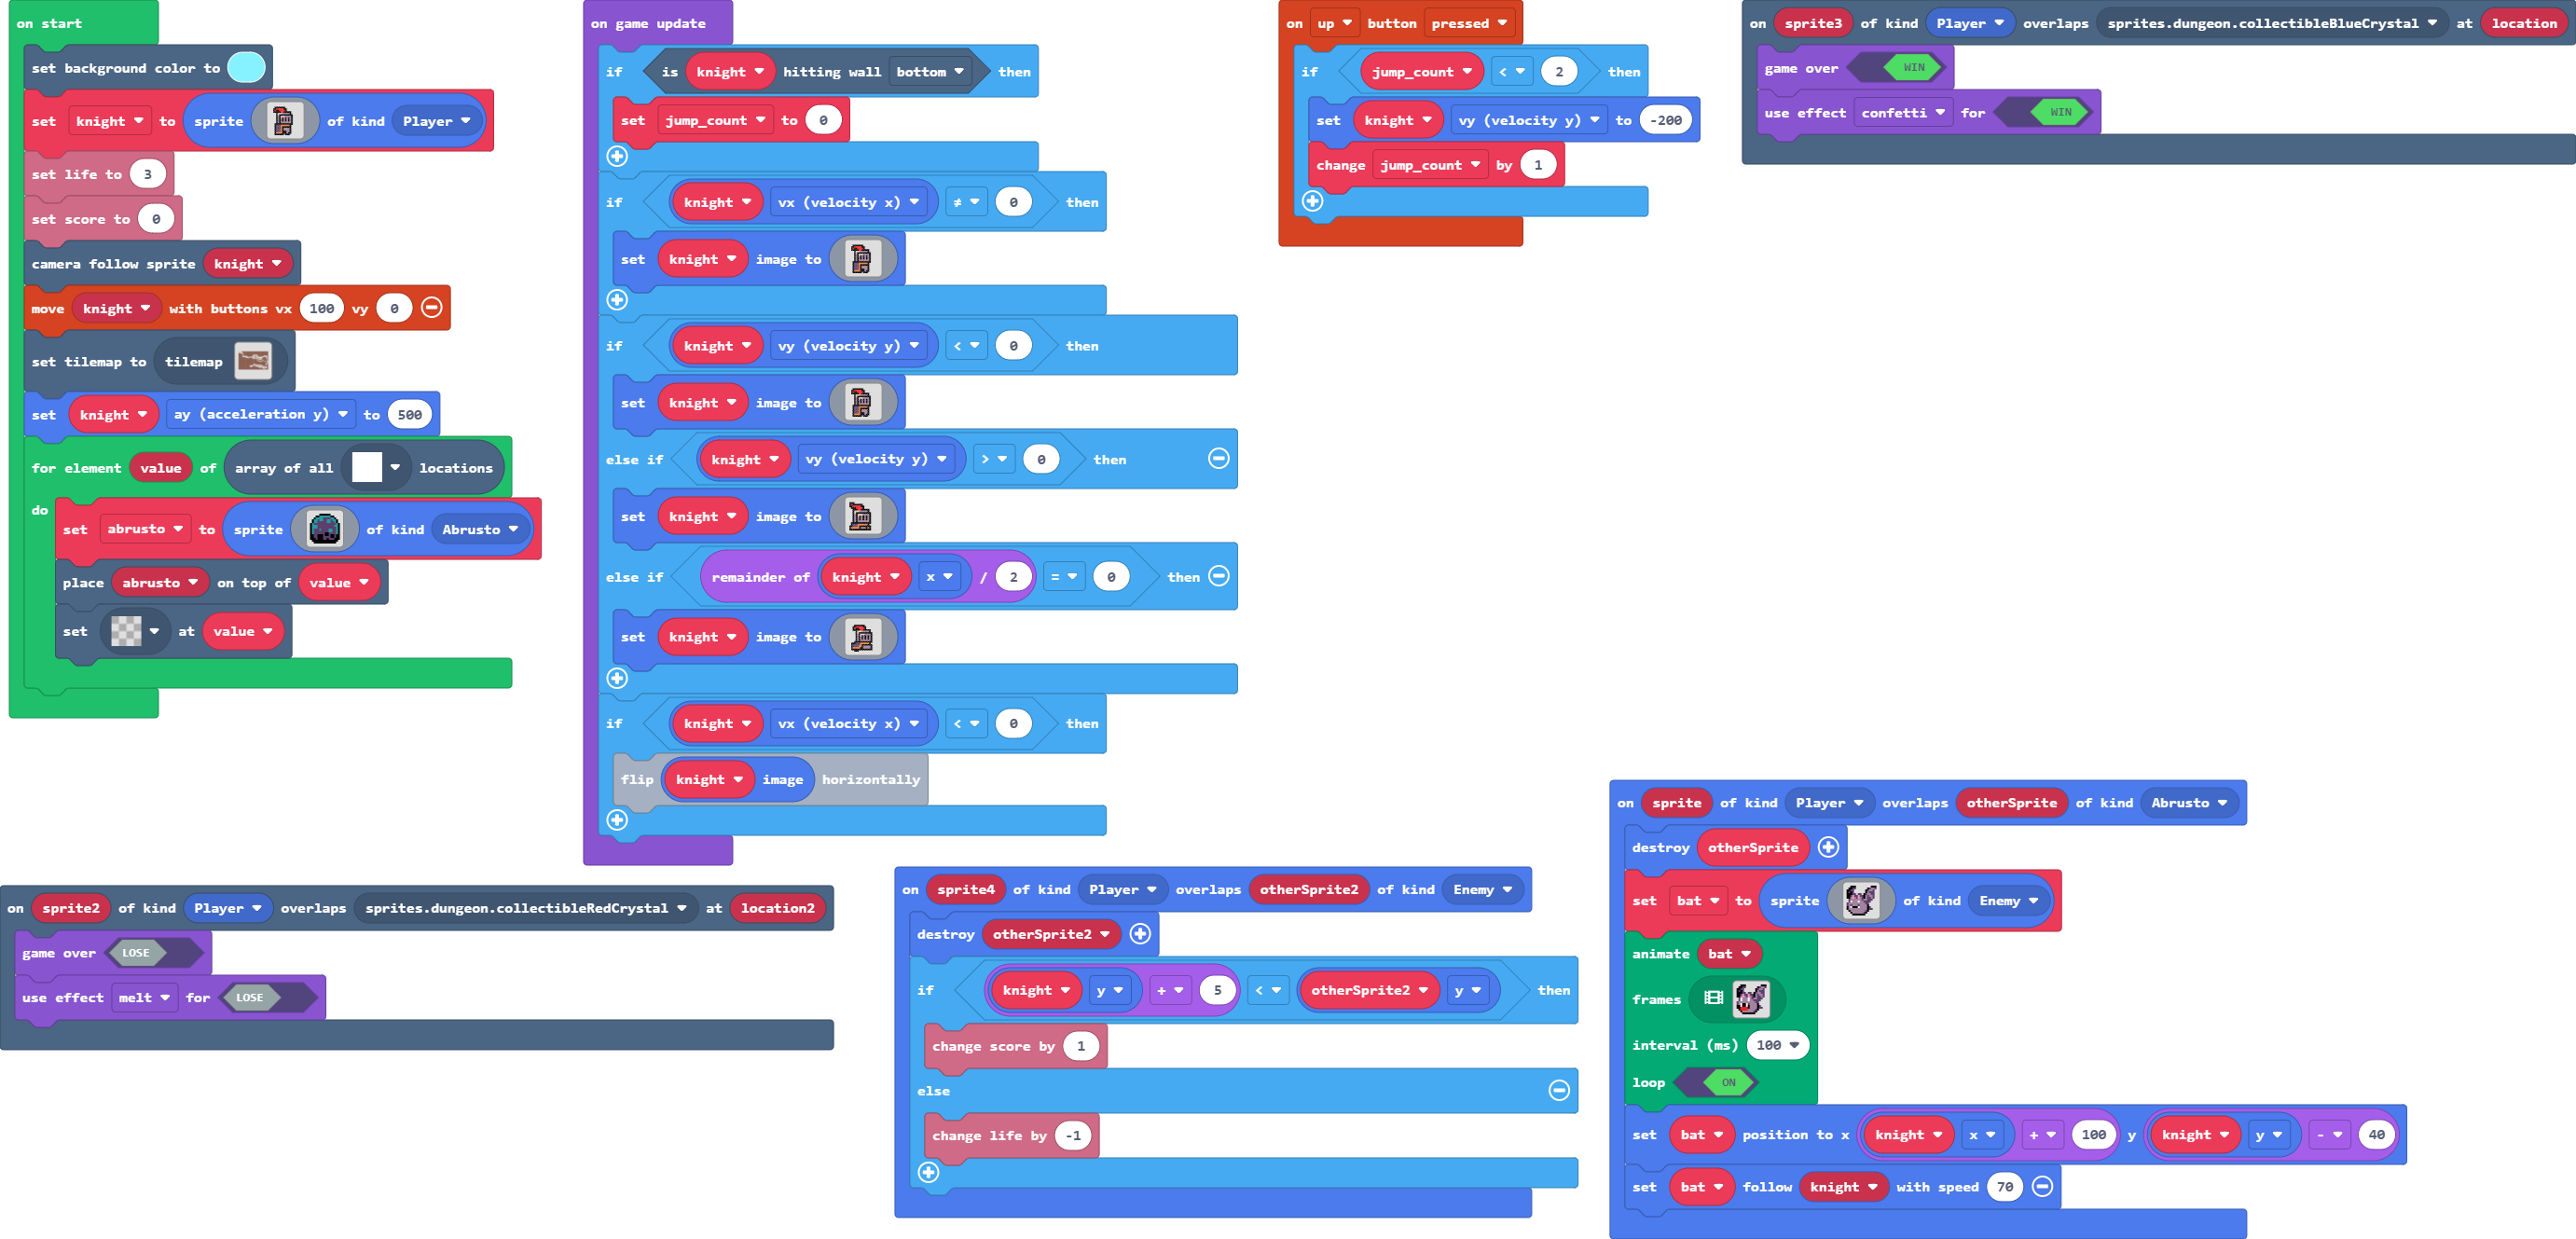 on start
set background color to
set knight to sprite of kind Player
set life to 3
set score to 0
camera follow sprite knight
move knight with buttons vx 100 vy 0
set tilemap to tilemap
set knight ay (acceleration y) to 500
for element value of array of all locations
do
set abrusto to sprite of kind Abrusto
place abrusto on top of value
set at value
on game update
if is knight hitting wall bottom then
set jump_count to 0
if knight vx (velocity x) ≠ 0 then
set knight image to
if knight vy (velocity y) < 0 then
set knight image to
else if knight vy (velocity y) > 0 then
set knight image to
else if remainder of knight x / 2 = 0 then
set knight image to
if knight vx (velocity x) < 0 then
flip knight image horizontally
on up button pressed
if jump_count < 2 then
set knight vy (velocity y) to -200
change jump_count by 1
on sprite3 of kind Player overlaps sprites.dungeon.collectibleBlueCrystal at location
game over WIN
use effect confetti for WIN
on sprite2 of kind Player overlaps sprites.dungeon.collectibleRedCrystal at location2
game over LOSE
use effect melt for LOSE
on sprite4 of kind Player overlaps otherSprite2 of kind Enemy
destroy otherSprite2
if knight y + 5 < otherSprite2 y then
change score by 1
else
change life by -1
on sprite of kind Player overlaps otherSprite of kind Abrusto
destroy otherSprite
set bat to sprite of kind Enemy
animate bat
frames
interval (ms) 100
loop ON
set bat position to x knight x + 100 y knight y - 40
set bat follow knight with speed 70